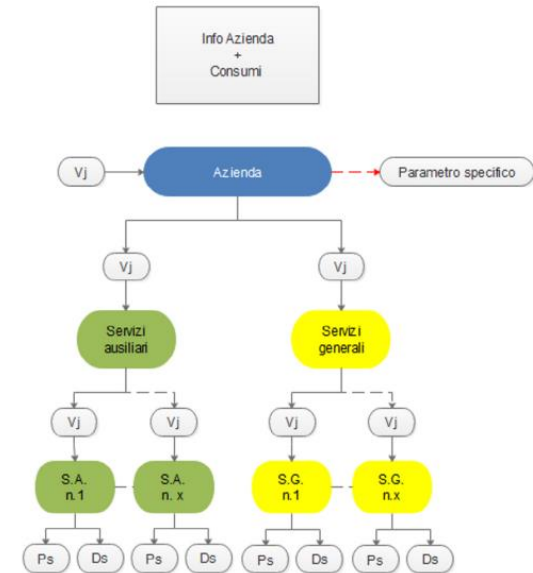 Info Azienda
+
Consumi
Vj
Azienda
Parametro specifico
Vj
Vj
Servizi
ausiliari
Servizi
generali
Vj
Vj
Vj
Vj
S.A.
n.1
S.A.
n. x
S.G.
n.1
S.G.
n.x
Ps
Ds
Ps
Ds
Ps
Ds
Ps
Ds